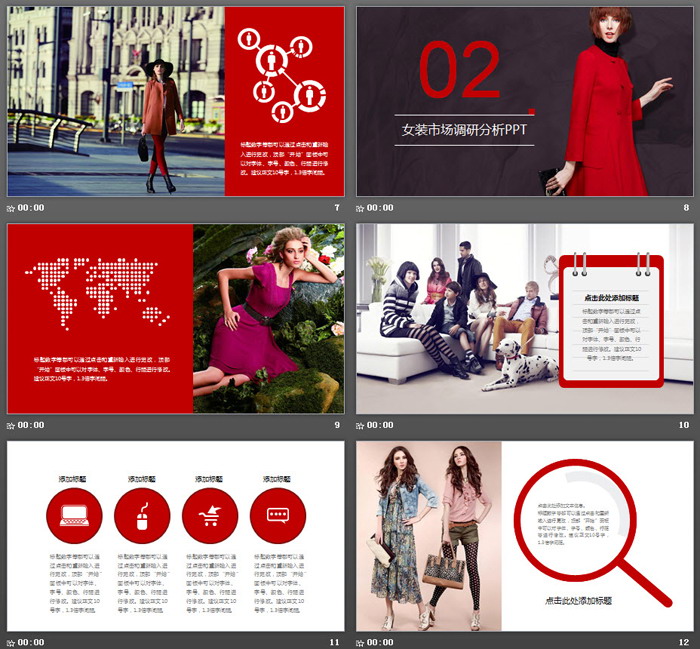 标题数字等都可以通过点击和重新输
入进行更改，顶部“开始”面板中可
以对字体、字号、颜色、行距进行修
改。建议正文10号字，1.3倍字间距。
00:00
7
02
女装市场调研分析PPT
00:00
8
标题数字等都可以通过点击和重新输入进行更改，顶部
“开始”面板中可以对字体、字号、颜色、行距进行修改。
建议正文10号字，1.3倍字间距。
00:00
9
点击此处添加标题
标题数字等都可以通过点
击和重新输入进行更改，
顶部“开始”面板中可以
对字体、字号、颜色、行
距进行修改。建议正文10
号字，1.3倍字间距。
00:00
10
添加标题
标题数字等都可以通
过点击和重新输入进
行更改，顶部“开始”
面板中可以对字体、
字号、颜色、行距进
行修改。建议正文10
号字，1.3倍字间距。
添加标题
标题数字等都可以通
过点击和重新输入进
行更改，顶部“开始”
面板中可以对字体、
字号、颜色、行距进
行修改。建议正文10
号字，1.3倍字间距。
添加标题
标题数字等都可以通
过点击和重新输入进
行更改，顶部“开始”
面板中可以对字体、
字号、颜色、行距进
行修改。建议正文10
号字，1.3倍字间距。
添加标题
标题数字等都可以通
过点击和重新输入进
行更改，顶部“开始”
面板中可以对字体、
字号、颜色、行距进
行修改。建议正文10
号字，1.3倍字间距。
00:00
11
点击此处添加文本信息。
标题数字等都可以通过点击和重新
输入进行更改，顶部“开始”面板
中可以对字体、字号、颜色、行距
等进行修改。建议正文10号字，
1.3倍字间距。
点击此处添加标题
00:00
12